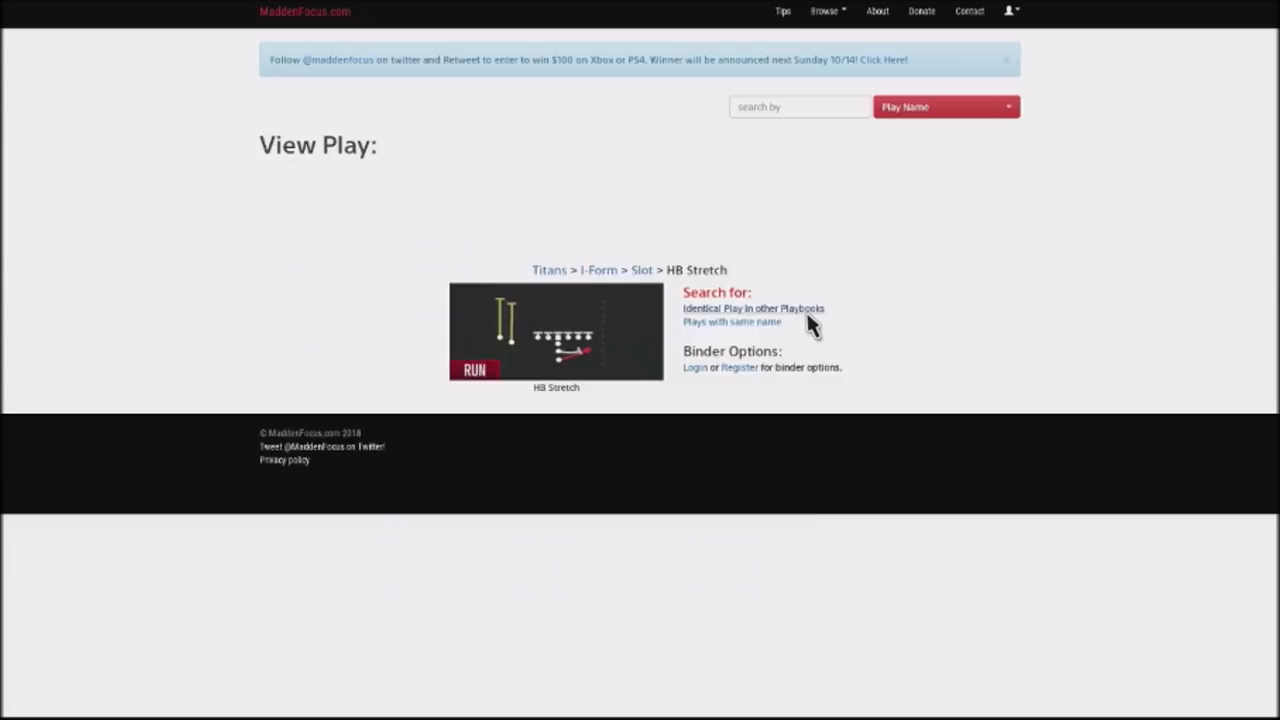 MaddenFocus.com Tips Browse About Donate Contact
Follow @maddenfocus on twitter and Retweet to enter to win $100 on Xbox or PS4. Winner will be announced next Sunday 10/14! Click Here!
search by Play Name
View Play:
Titans > I-Form > Slot > HB Stretch
Search for:
Identical Play in other Playbooks
Plays with same name
Binder Options:
Login or Register for binder options.
RUN
HB Stretch
© MaddenFocus.com 2018
Tweet @MaddenFocus on Twitter!
Privacy policy